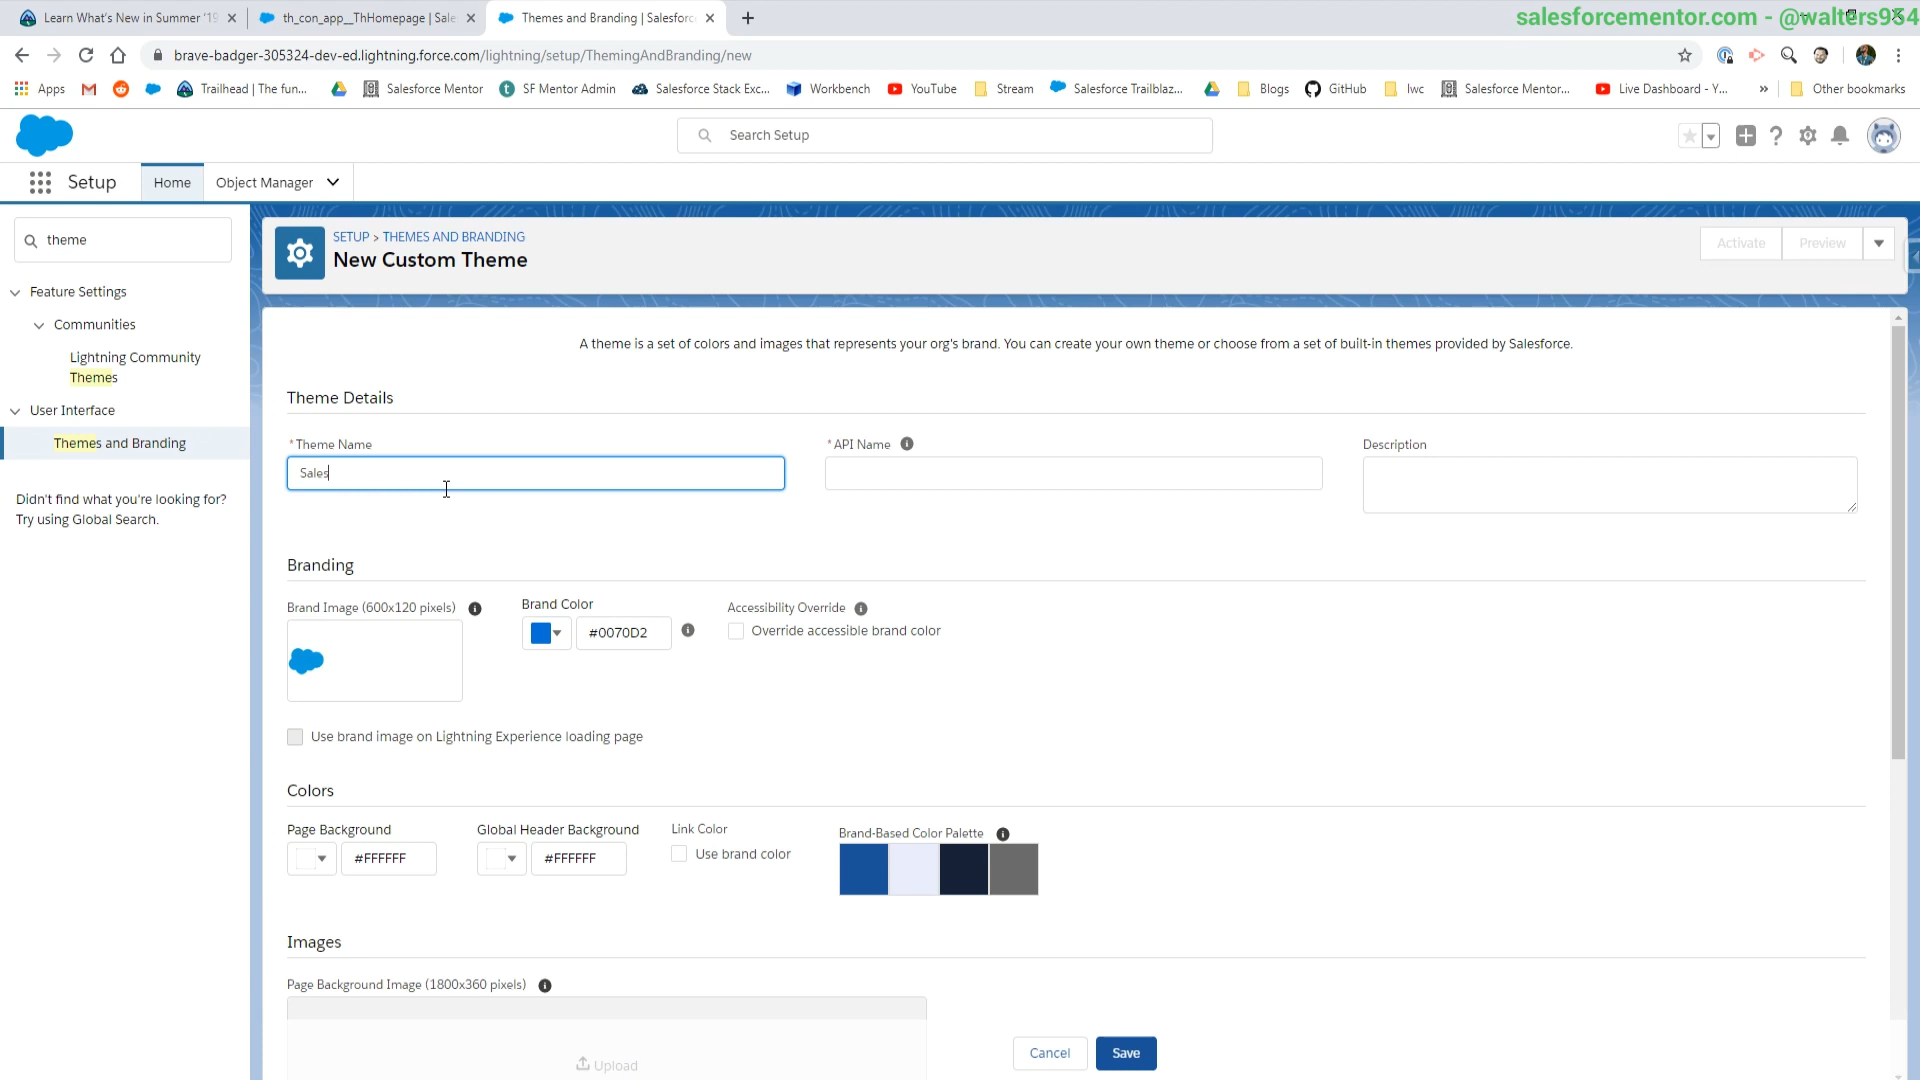 Learn What's New in Summer '19
th_con_app__ThHomepage | Sale
Themes and Branding | Salesforc
salesforcementor.com - @walters954
brave-badger-305324-dev-ed.lightning.force.com/lightning/setup/ThemingAndBranding/new
Apps
Trailhead | The fun...
Salesforce Mentor
SF Mentor Admin
Salesforce Stack Exc...
Workbench
YouTube
Stream
Salesforce Trailblaz...
Blogs
GitHub
lwc
Salesforce Mentor...
Live Dashboard - Y...
»
Other bookmarks
Search Setup
Setup
Home
Object Manager
theme
Feature Settings
Communities
Lightning Community
Themes
User Interface
Themes and Branding
Didn't find what you're looking for?
Try using Global Search.
SETUP > THEMES AND BRANDING
New Custom Theme
Activate
Preview
A theme is a set of colors and images that represents your org's brand. You can create your own theme or choose from a set of built-in themes provided by Salesforce.
Theme Details
*Theme Name
*API Name
Description
Sales
Branding
Brand Image (600x120 pixels)
Brand Color
Accessibility Override
#0070D2
Override accessible brand color
Use brand image on Lightning Experience loading page
Colors
Page Background
Global Header Background
Link Color
Brand-Based Color Palette
#FFFFFF
#FFFFFF
Use brand color
Images
Page Background Image (1800x360 pixels)
Upload
Cancel
Save